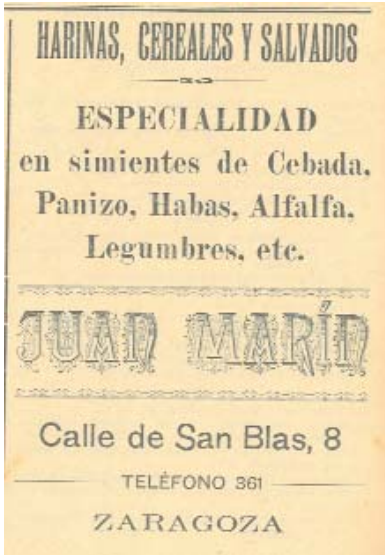 HARINAS, CEREALES Y SALVADOS
ESPECIALIDAD
en simientes de Cebada,
Panizo, Habas, Alfalfa,
Legumbres, etc.
JUAN MARÍN
Calle de San Blas, 8
TELÉFONO 361
ZARAGOZA